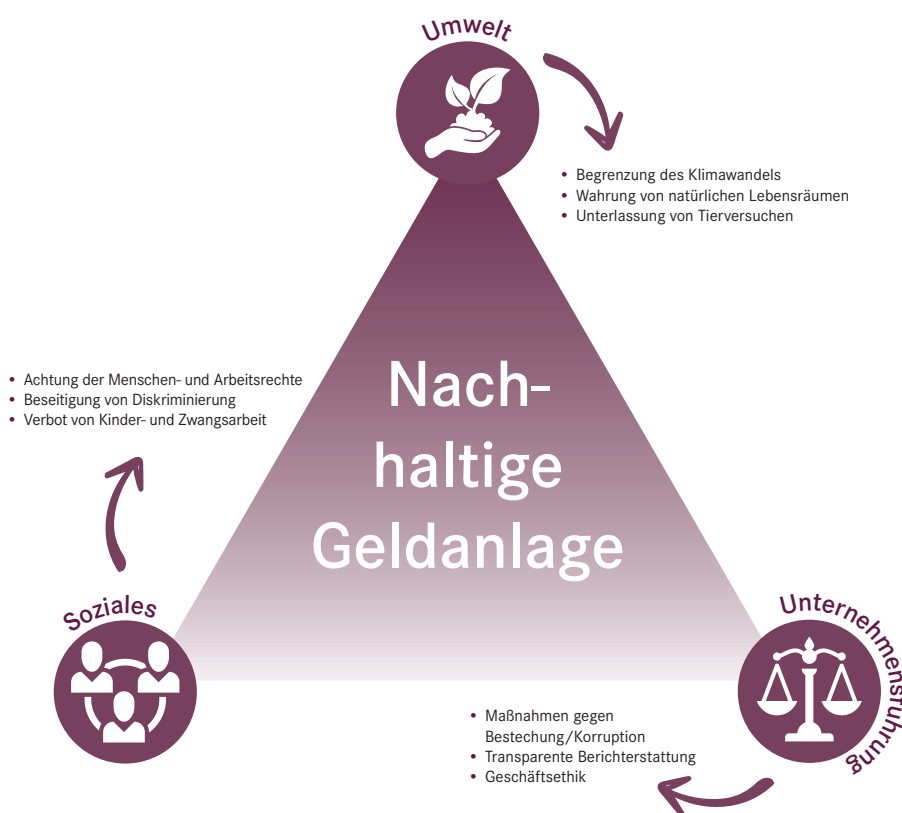 Umwelt
• Begrenzung des Klimawandels
• Wahrung von natürlichen Lebensräumen
• Unterlassung von Tierversuchen
• Achtung der Menschen- und Arbeitsrechte
• Beseitigung von Diskriminierung
• Verbot von Kinder- und Zwangsarbeit
Nach-
haltige
Geldanlage
Soziales
Unternehmensführung
• Maßnahmen gegen
Bestechung/Korruption
• Transparente Berichterstattung
• Geschäftsethik